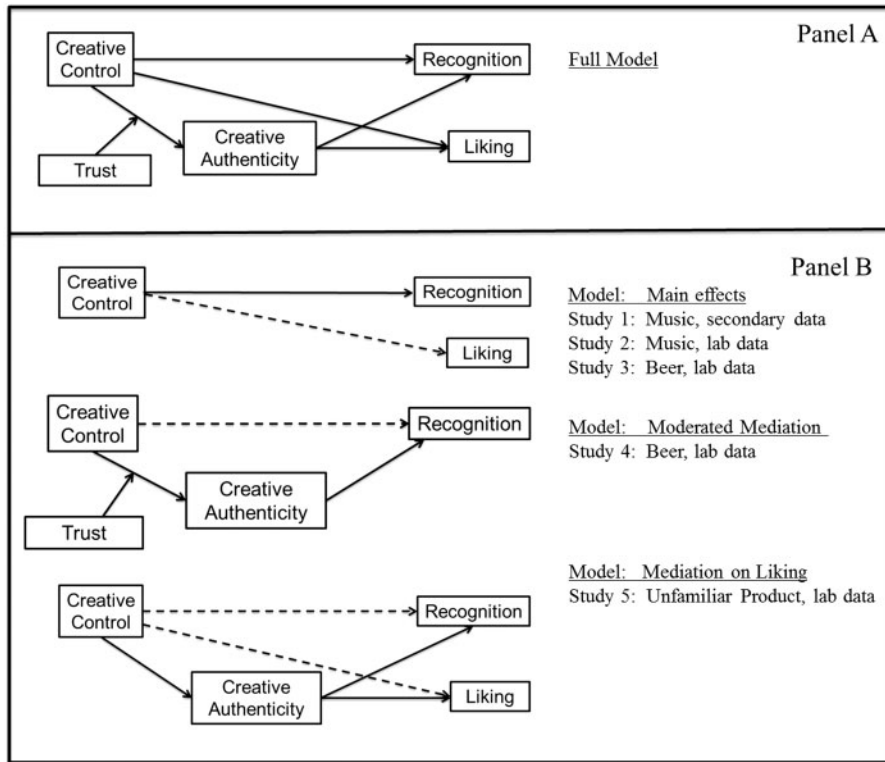 Panel A
Creative
Control
Recognition
Full Model
Creative
Authenticity
Liking
Trust
Panel B
Creative
Control
Recognition
Liking
Model: Main effects
Study 1: Music, secondary data
Study 2: Music, lab data
Study 3: Beer, lab data
Creative
Control
Recognition
Creative
Authenticity
Trust
Model: Moderated Mediation
Study 4: Beer, lab data
Model: Mediation on Liking
Study 5: Unfamiliar Product, lab data
Creative
Control
Recognition
Creative
Authenticity
Liking